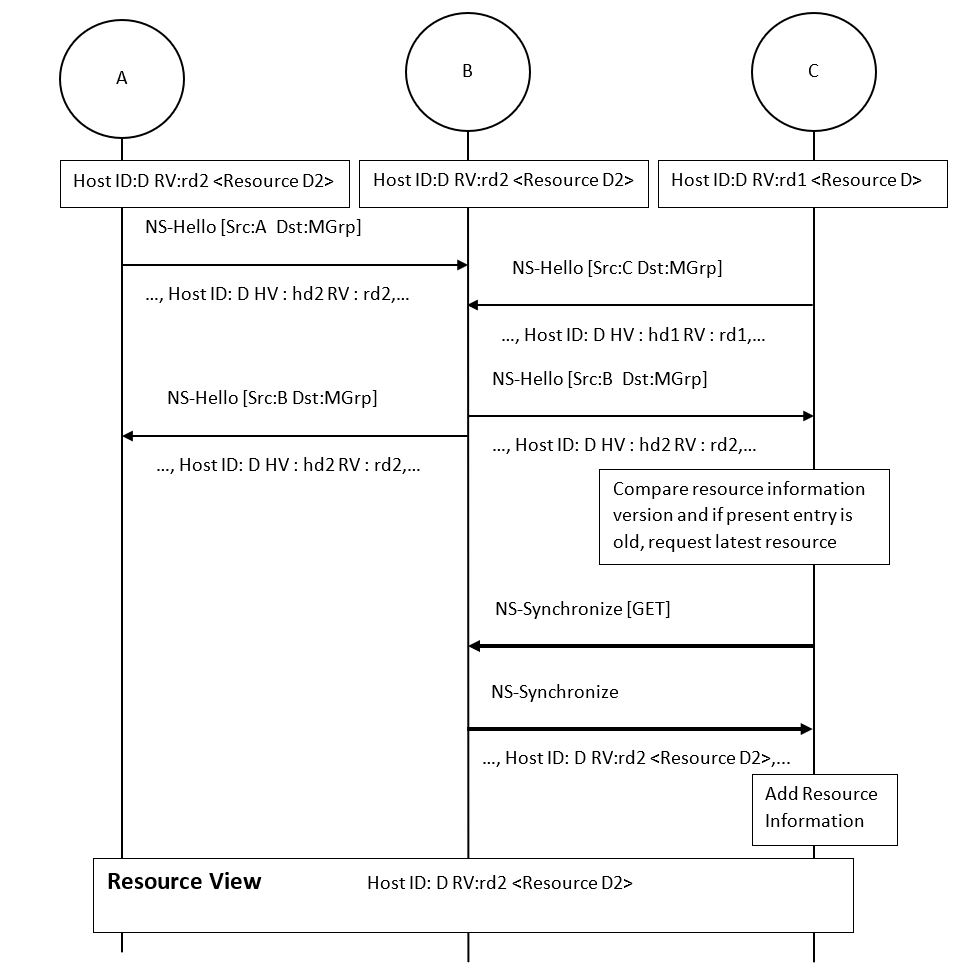 A
B
C
Host ID:D RV:rd2 <Resource D2>
Host ID:D RV:rd2 <Resource D2>
Host ID:D RV:rd1 <Resource D>
NS-Hello [Src:A  Dst:MGrp]
..., Host ID: D HV : hd2 RV : rd2,...
NS-Hello [Src:C Dst:MGrp]
..., Host ID: D HV : hd1 RV : rd1,...
NS-Hello [Src:B  Dst:MGrp]
..., Host ID: D HV : hd2 RV : rd2,...
NS-Hello [Src:B Dst:MGrp]
..., Host ID: D HV : hd2 RV : rd2,...
Compare resource information
version and if present entry is
old, request latest resource
NS-Synchronize [GET]
NS-Synchronize
..., Host ID: D RV:rd2 <Resource D2>,...
Add Resource
Information
Resource View
Host ID: D RV:rd2 <Resource D2>